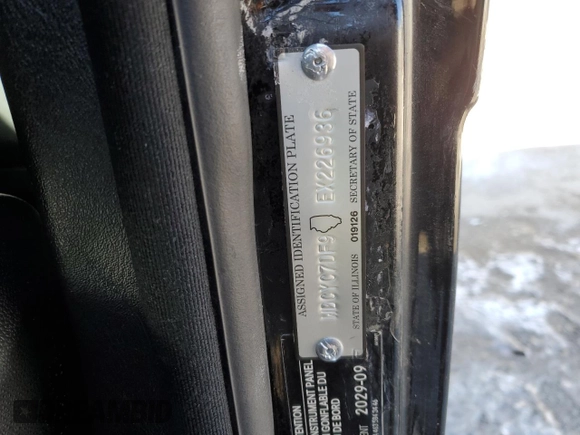 ASSIGNED IDENTIFICATION PLATE
WDCYC7DF9 EX226986
STATE OF ILLINOIS 019126 SECRETARY OF STATE
2029-09
INSTRUMENT PANEL
GONFLABLE DU
DE BORD